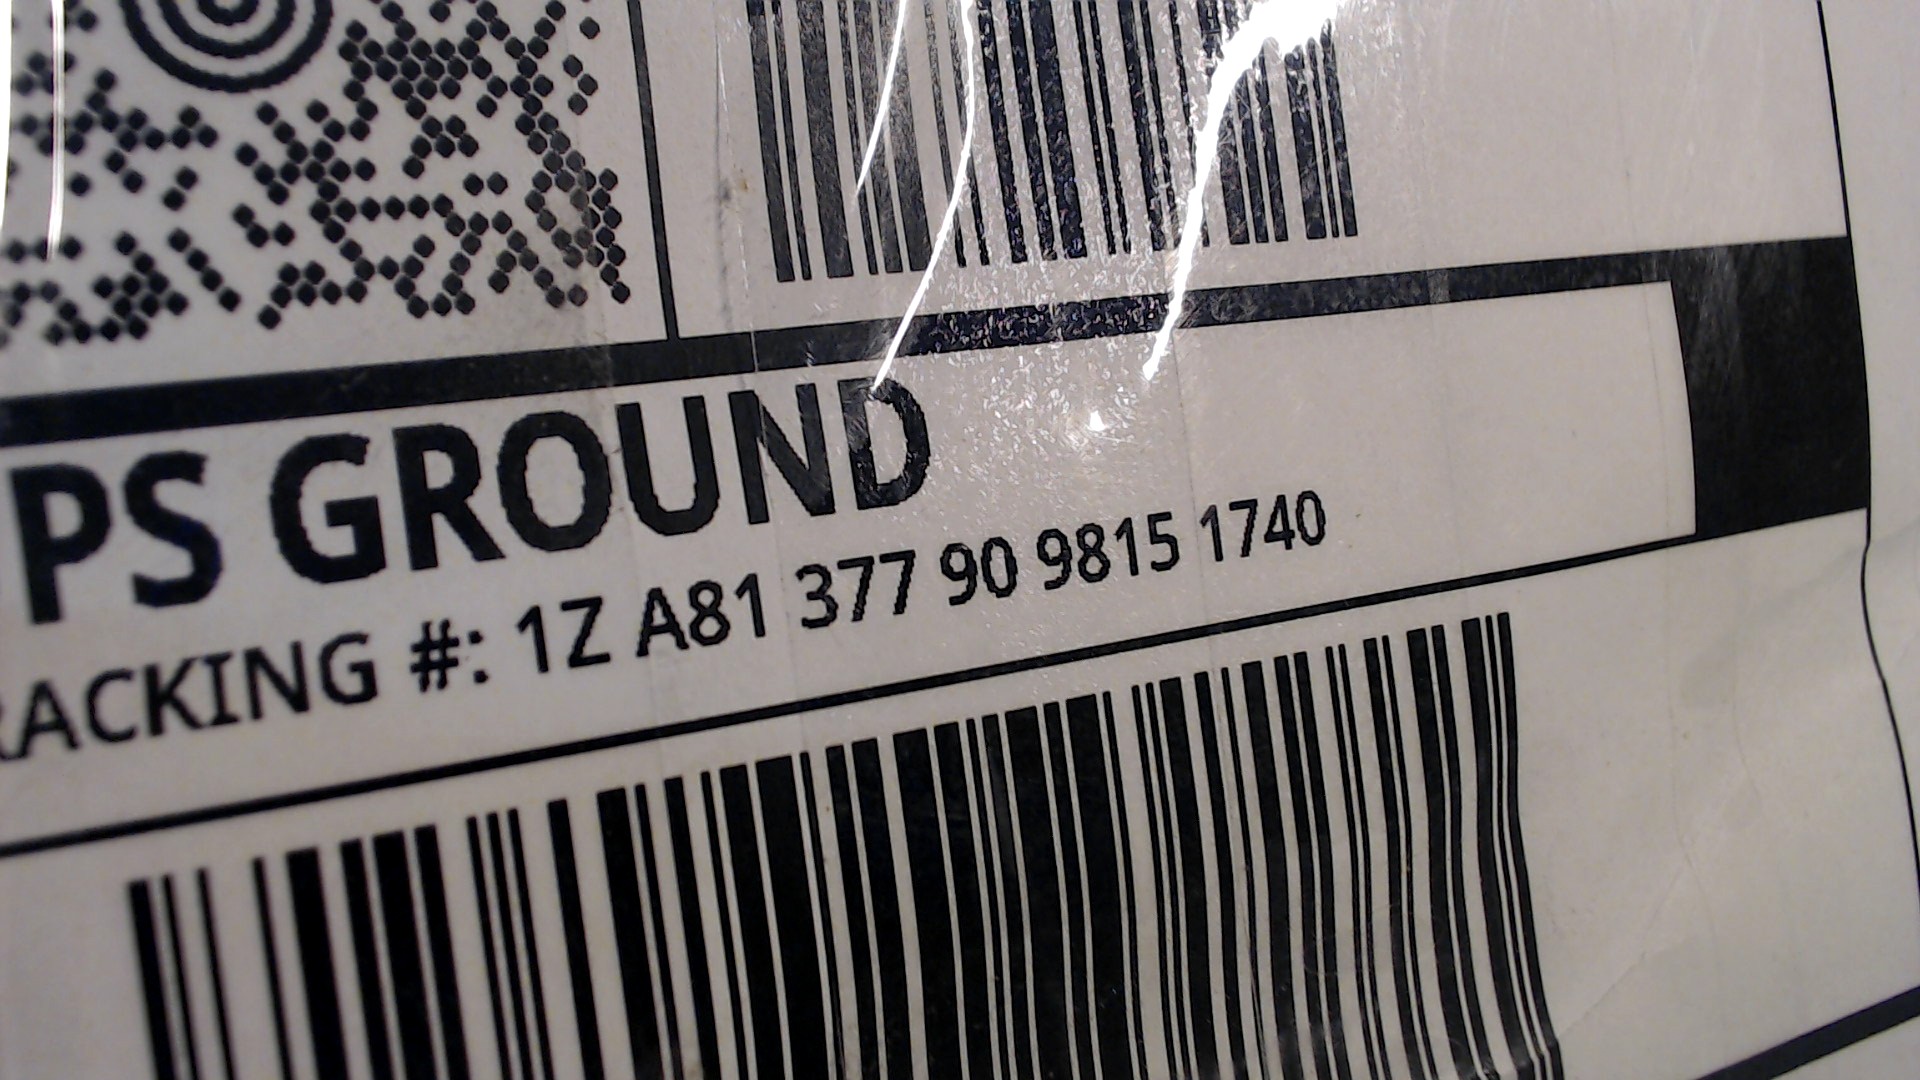 PS GROUND
RACKING #: 1Z A81 377 90 9815 1740